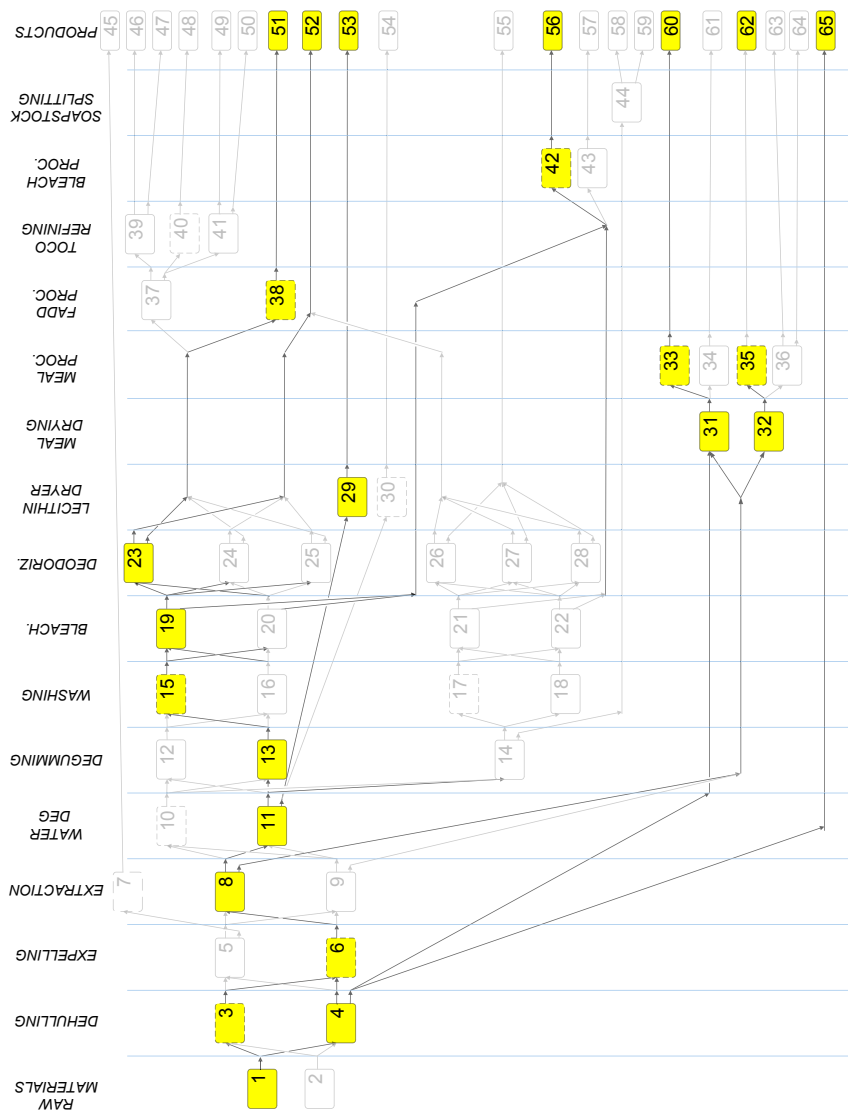 PRODUCTS
45
46
47
48
49
50
51
52
53
54
55
56
57
58
59
60
61
62
63
64
65
SOAPSTOCK
SPLITTING
44
BLEACH
PROC.
42
43
TOCO
REFINING
39
40
41
FADD
PROC.
37
38
MEAL
PROC.
33
34
35
36
MEAL
DRYING
31
32
LECITHIN
DRYER
29
30
DEODORIZ.
23
24
25
26
27
28
BLEACH.
19
20
21
22
WASHING
15
16
17
18
DEGUMMING
12
13
14
WATER
DEG
10
11
EXTRACTION
7
8
9
EXPELLING
5
6
DEHULLING
3
4
RAW
MATERIALS
1
2